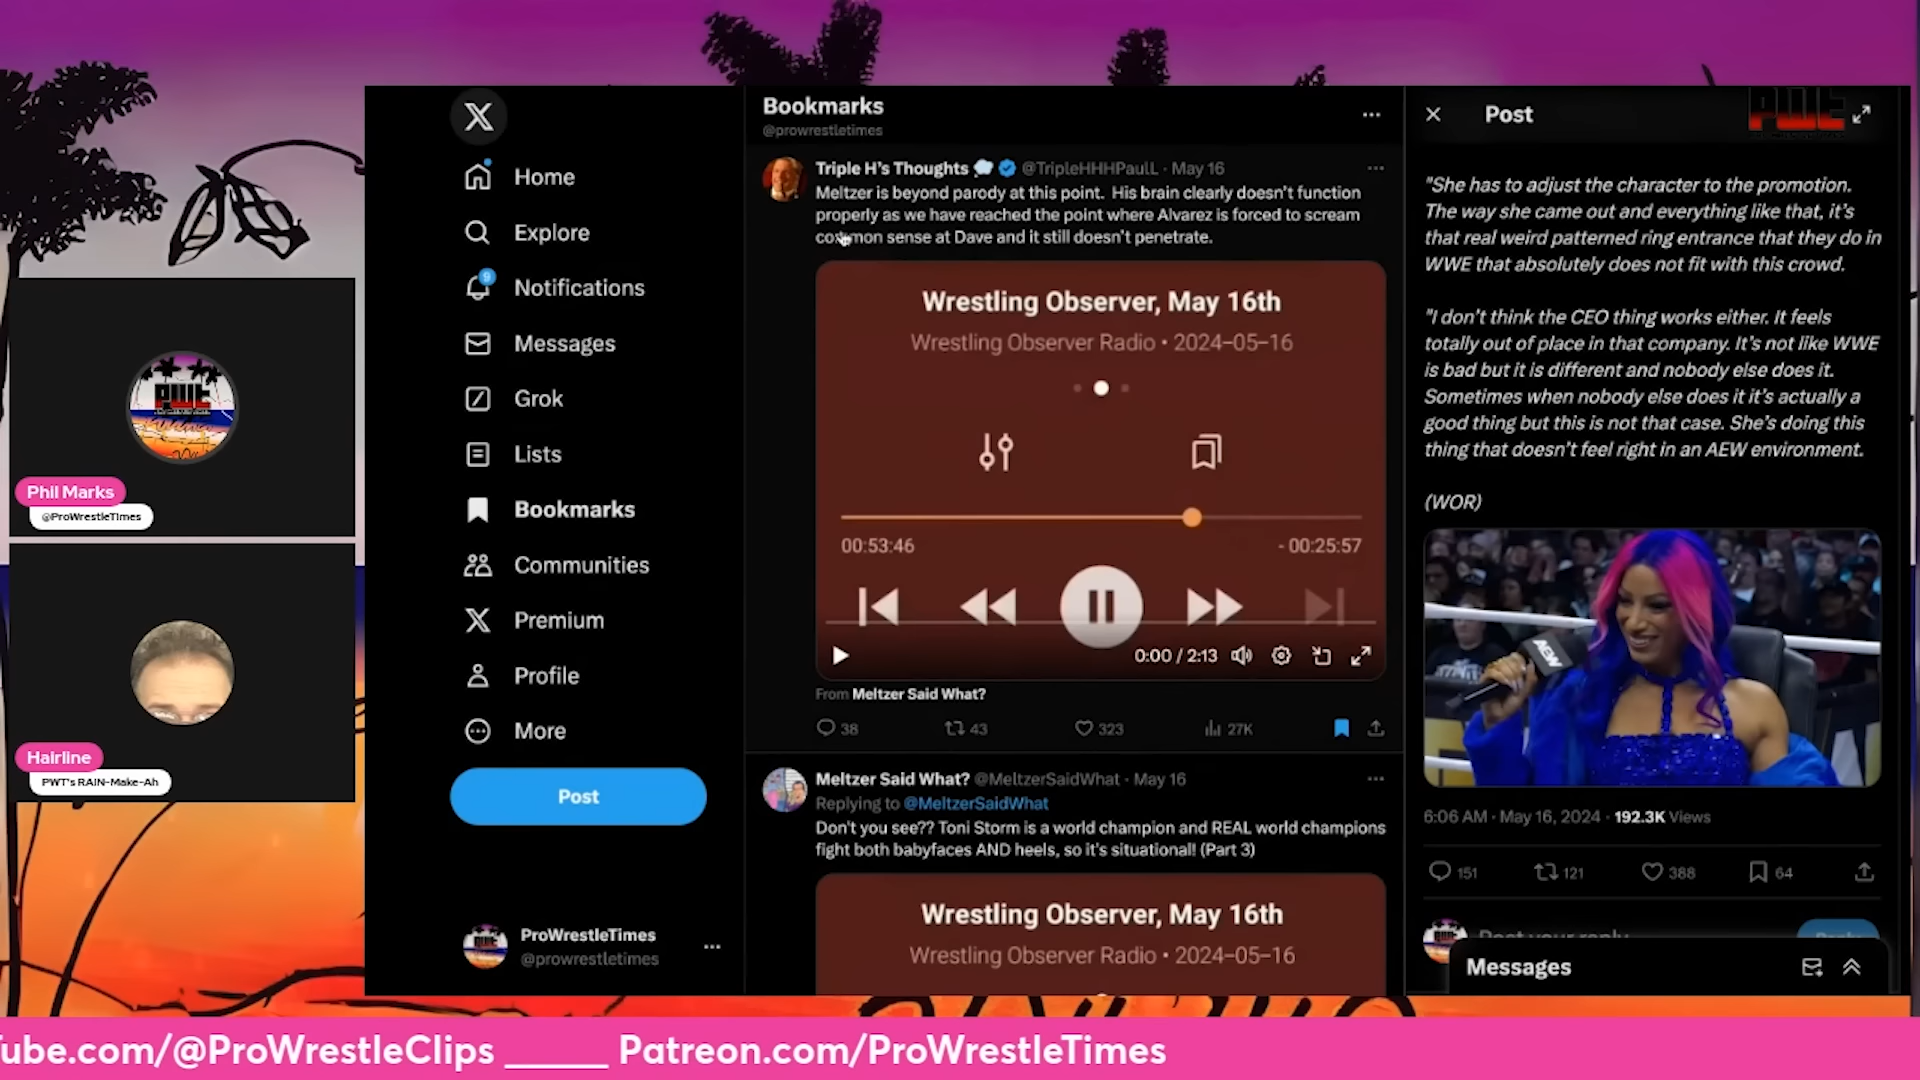 Phil Marks
@ProWrestleTimes
Hairline
PWT's RAIN-Make-Ah
Home
Explore
9
Notifications
Messages
Grok
Lists
Bookmarks
Communities
Premium
Profile
More
Post
ProWrestleTimes
@prowrestletimes
Bookmarks
@prowrestletimes
Triple H's Thoughts @TripleHHHPaulL · May 16
Meltzer is beyond parody at this point. His brain clearly doesn't function
properly as we have reached the point where Alvarez is forced to scream
common sense at Dave and it still doesn't penetrate.
Wrestling Observer, May 16th
Wrestling Observer Radio • 2024-05-16
00:53:46
- 00:25:57
0:00 / 2:13
From Meltzer Said What?
38
43
323
27K
Meltzer Said What? @MeltzerSaidWhat · May 16
Replying to @MeltzerSaidWhat
Don't you see?? Toni Storm is a world champion and REAL world champions
fight both babyfaces AND heels, so it's situational! (Part 3)
Wrestling Observer, May 16th
Wrestling Observer Radio • 2024-05-16
Post
PWT
"She has to adjust the character to the promotion.
The way she came out and everything like that, it's
that real weird patterned ring entrance that they do in
WWE that absolutely does not fit with this crowd.
"I don't think the CEO thing works either. It feels
totally out of place in that company. It's not like WWE
is bad but it is different and nobody else does it.
Sometimes when nobody else does it it's actually a
good thing but this is not that case. She's doing this
thing that doesn't feel right in an AEW environment.
(WOR)
AEW
6:06 AM · May 16, 2024 · 192.3K Views
151
121
388
64
Post your reply
Reply
Messages
Tube.com/@ProWrestleClips _____ Patreon.com/ProWrestleTimes